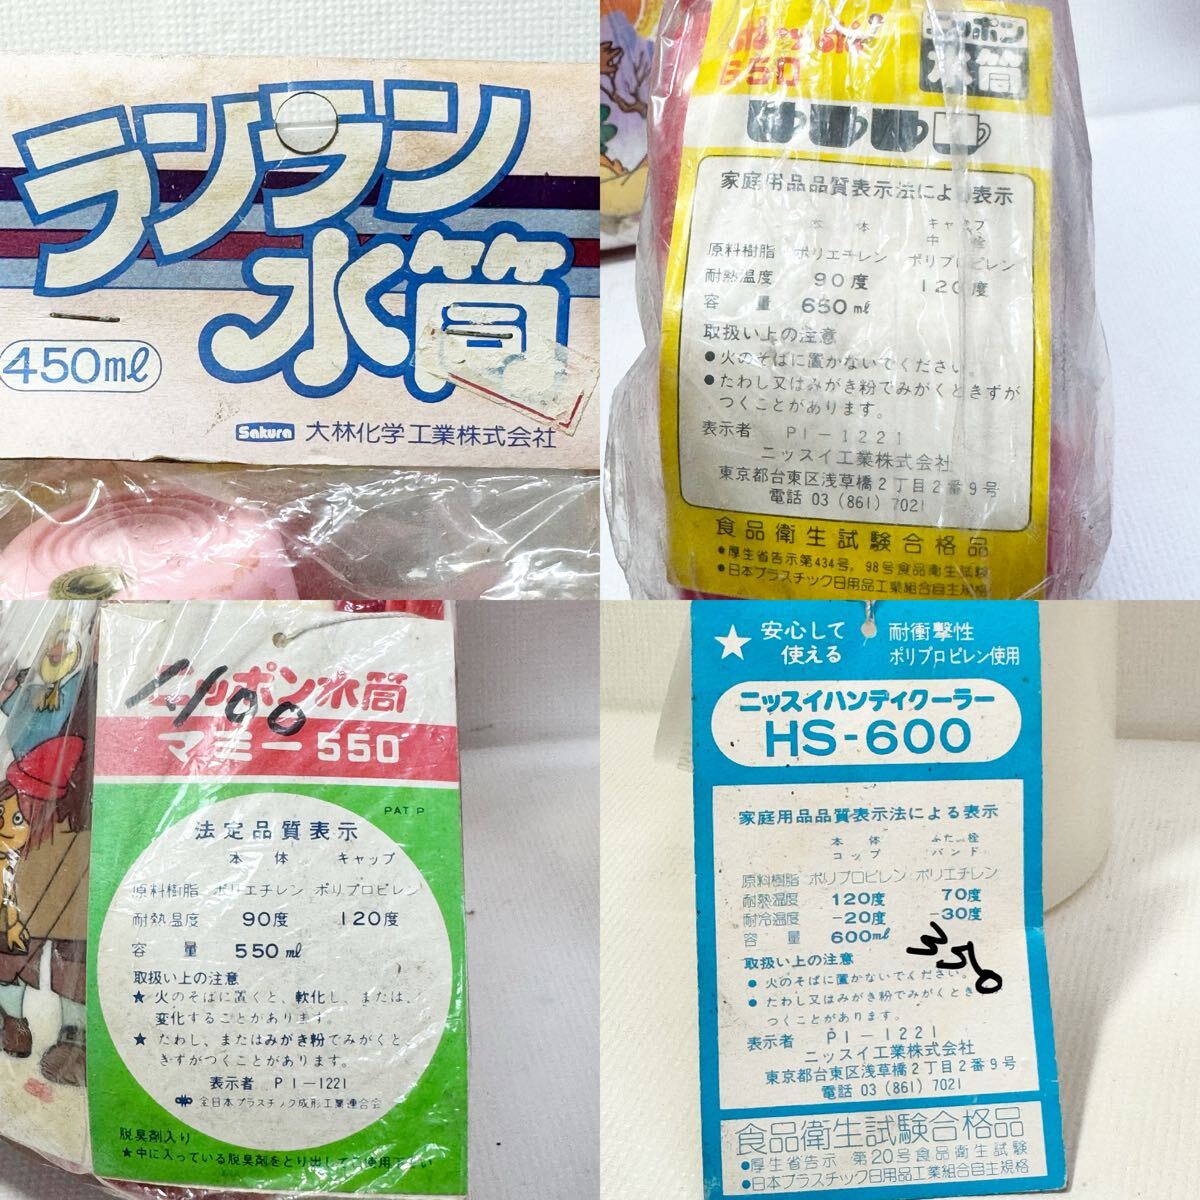 ランラン
水筒
450ml
Sakura 大林化学工業株式会社
650
ニッポン
水筒
家庭用品品質表示法による表示
本体 キャップ
中栓
原料樹脂 ポリエチレン ポリプロピレン
耐熱温度 90度 120度
容量 650ml
取扱い上の注意
●火のそばに置かないでください。
●たわし又はみがき粉でみがくときずが
つくことがあります。
表示者 PI-1221
ニッスイ工業株式会社
東京都台東区浅草橋2丁目2番9号
電話 03(861)7021
食品衛生試験合格品
●厚生省告示第434号, 98号食品衛生試験
●日本プラスチック日用品工業組合自主規格
ニッポン水筒
1100
マミー550
PAT P
法定品質表示
本体 キャップ
原料樹脂 ポリエチレン ポリプロピレン
耐熱温度 90度 120度
容量 550ml
取扱い上の注意
★火のそばに置くと、軟化し、または、
変化することがあります。
★たわし、またはみがき粉でみがくと、
きずがつくことがあります。
表示者 PI-1221
全日本プラスチック成形工業連合会
脱臭剤入り
★中に入っている脱臭剤をとり出してご使用下さい
★ 安心して
使える
耐衝撃性
ポリプロピレン使用
ニッスイハンディクーラー
HS-600
家庭用品品質表示法による表示
本体 ふた・栓
コップ バンド
原料樹脂 ポリプロピレン ポリエチレン
耐熱温度 120度 70度
耐冷温度 -20度 -30度
容量 600ml
350
取扱い上の注意
●火のそばに置かないでください。
●たわし又はみがき粉でみがくとき
つくことがあります。
表示者 PI-1221
ニッスイ工業株式会社
東京都台東区浅草橋2丁目2番9号
電話 03(861)7021
食品衛生試験合格品
●厚生省告示 第20号食品衛生試験
●日本プラスチック日用品工業組合自主規格